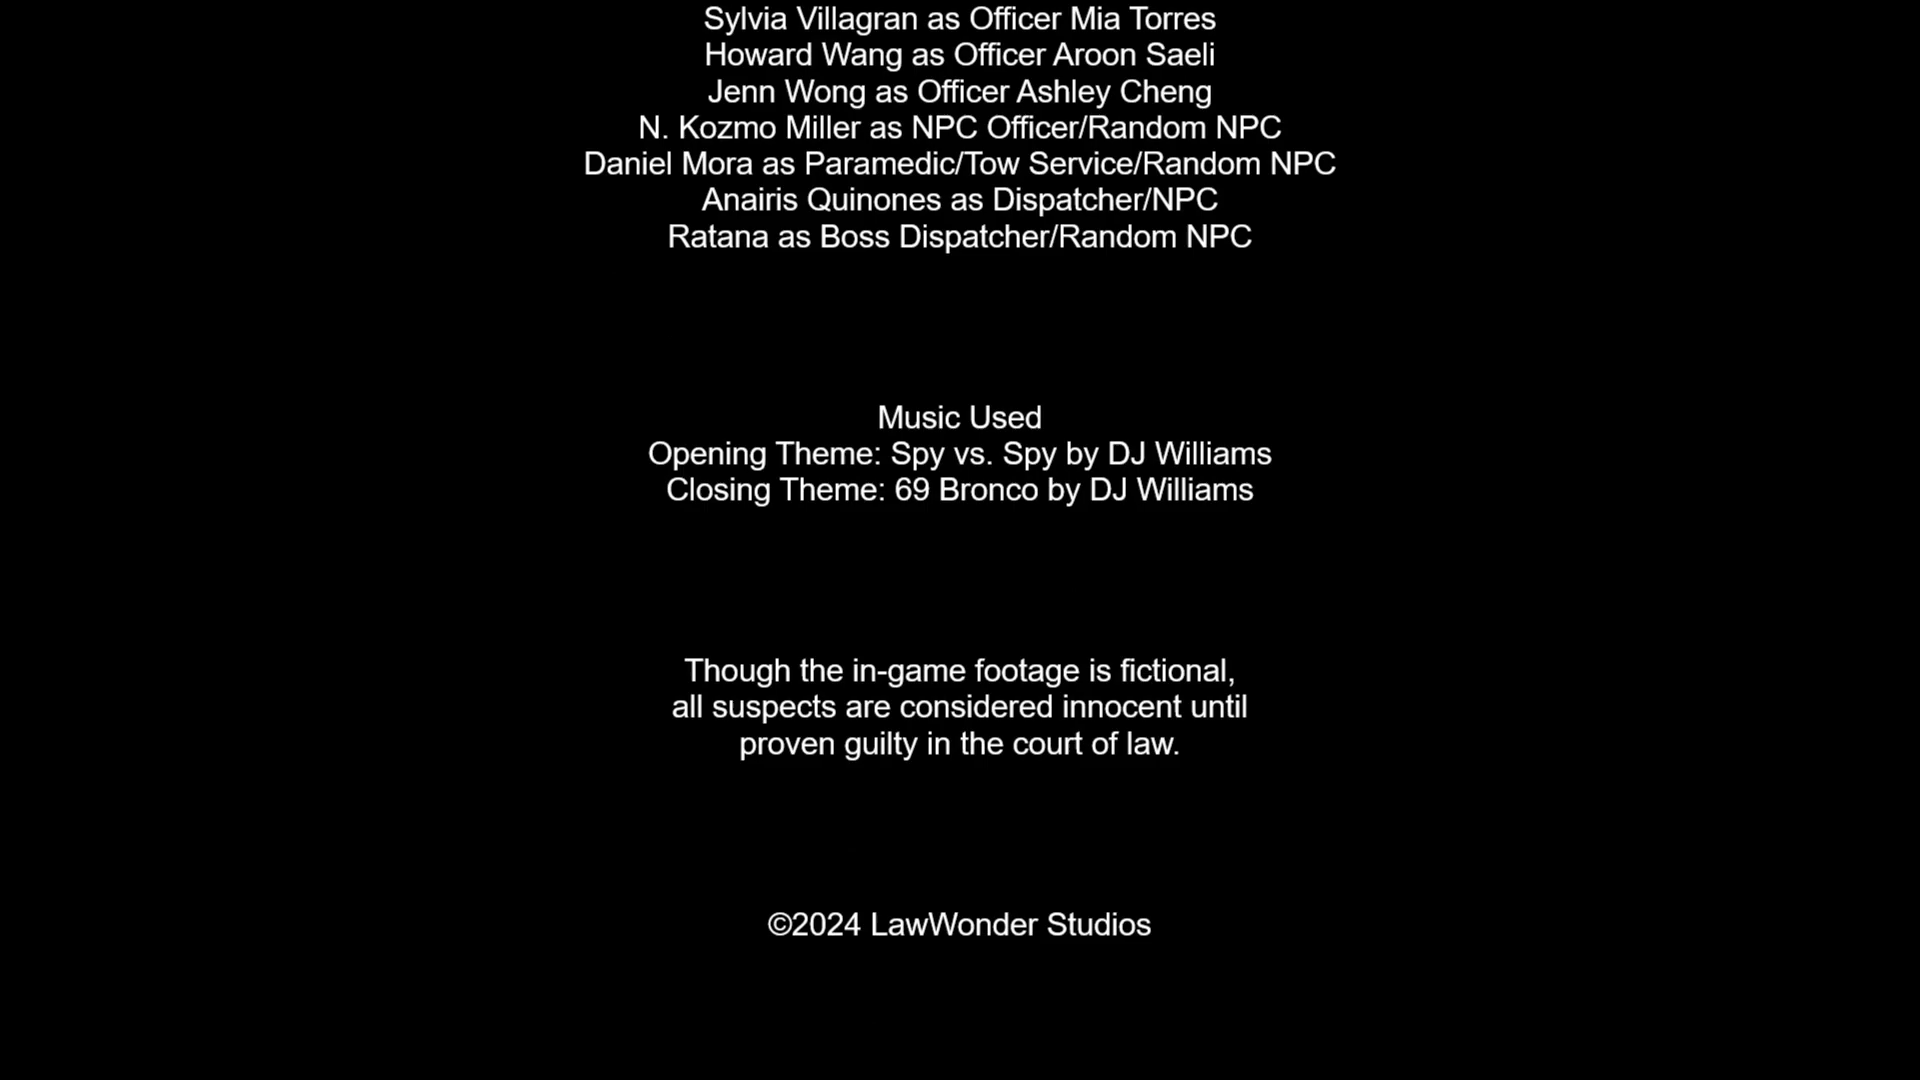 Sylvia Villagran as Officer Mia Torres
Howard Wang as Officer Aroon Saeli
Jenn Wong as Officer Ashley Cheng
N. Kozmo Miller as NPC Officer/Random NPC
Daniel Mora as Paramedic/Tow Service/Random NPC
Anairis Quinones as Dispatcher/NPC
Ratana as Boss Dispatcher/Random NPC
Music Used
Opening Theme: Spy vs. Spy by DJ Williams
Closing Theme: 69 Bronco by DJ Williams
Though the in-game footage is fictional,
all suspects are considered innocent until
proven guilty in the court of law.
©2024 LawWonder Studios